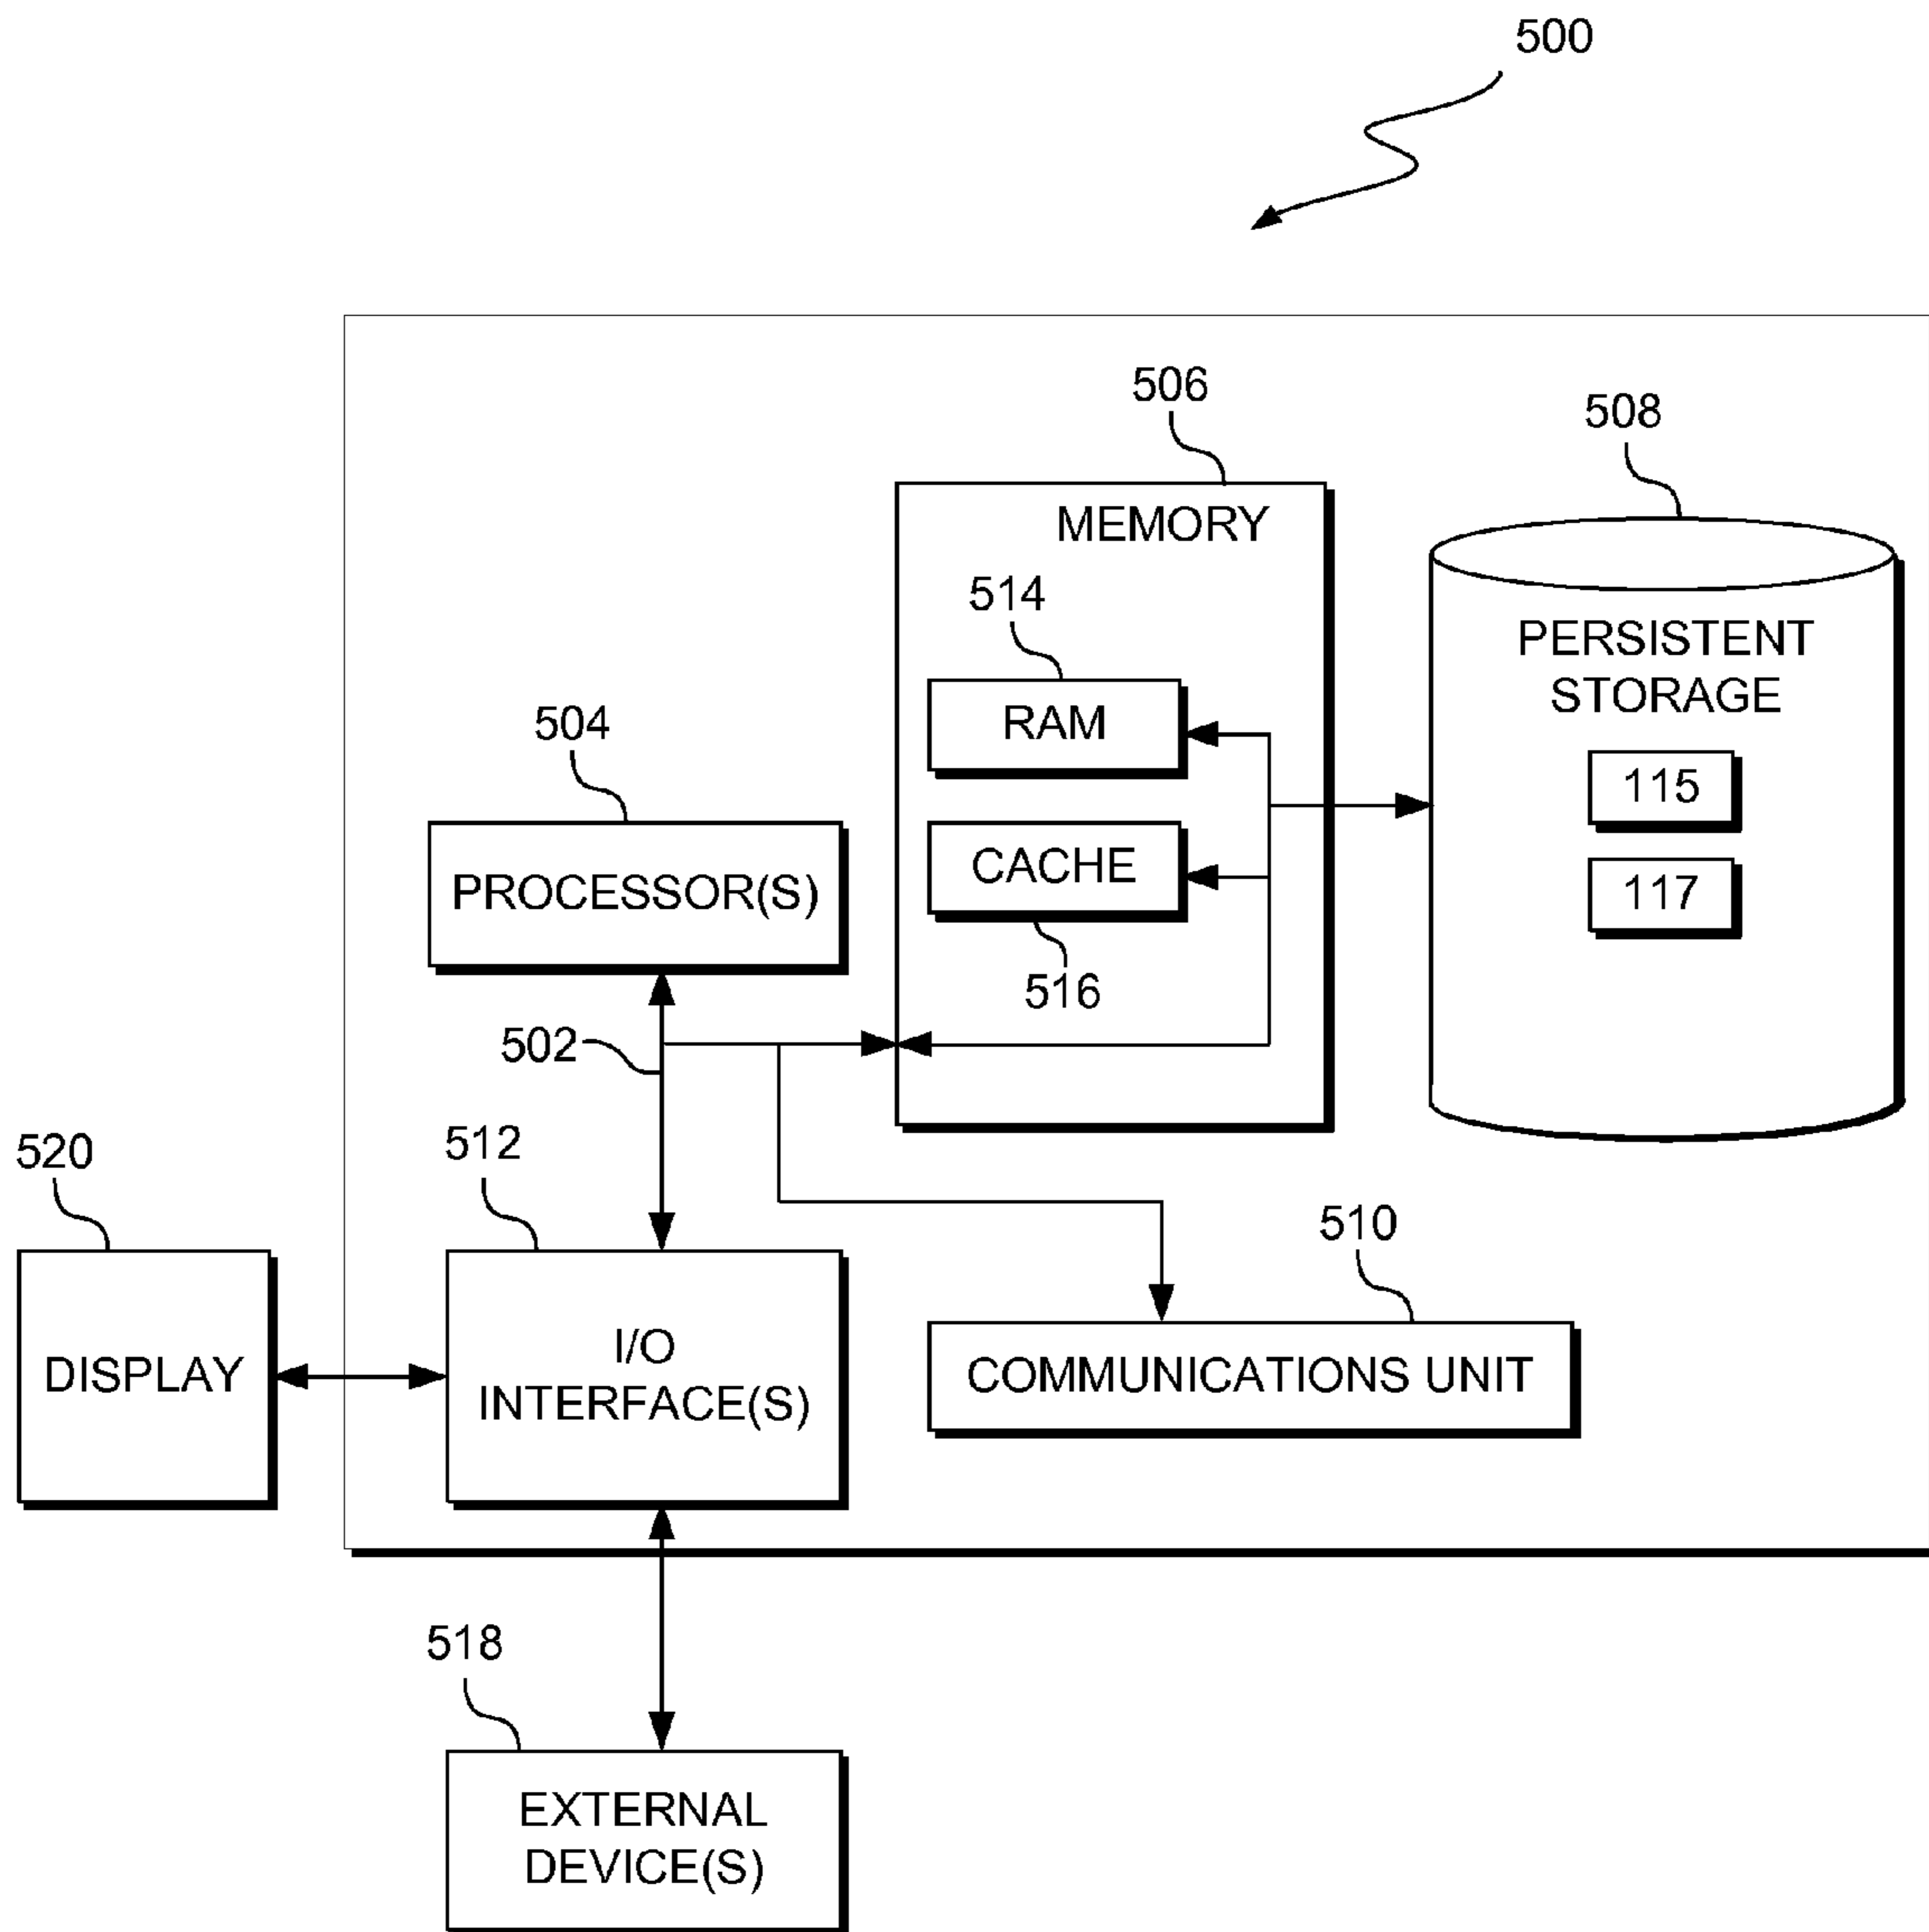 500
506
508
MEMORY
514
PERSISTENT
STORAGE
RAM
504
115
CACHE
117
PROCESSOR(S)
516
502
520
512
510
I/O
INTERFACE(S)
DISPLAY
COMMUNICATIONS UNIT
518
EXTERNAL
DEVICE(S)